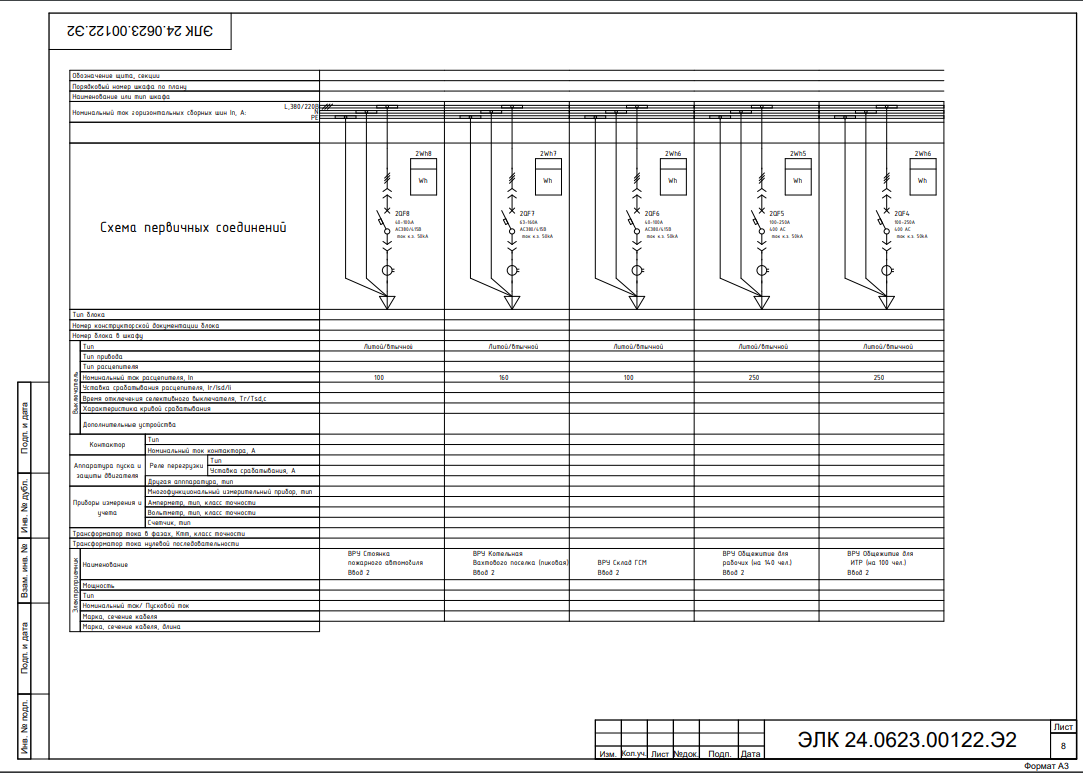 ЭЛК 24.0623.00122.Э2
Обозначение щита, секции
Порядковый номер шкафа по плану
Наименование или тип шкафа
Номинальный ток горизонтальных сборных шин In, А:
L,380/220В
N
PE
2Wh8 2Wh7 2Wh6 2Wh5 2Wh6
Wh Wh Wh Wh Wh
Схема первичных соединений
2QF8 2QF7 2QF6 2QF5 2QF4
40-100А 63-160А 40-100А 100-250А 100-250А
АС380/415В АС380/415В АС380/415В 400 АС 400 АС
ток к.з. 50kA ток к.з. 50kA ток к.з. 50kA ток к.з. 50kA ток к.з. 50kA
Тип блока
Номер конструкторской документации блока
Номер блока в шкафу
Выключатель
Тип Литой/втычное Литой/втычной Литой/втычной Литой/втычной Литой/втычной
Тип привода
Тип расцепителя
Номинальный ток расцепителя, In 100 160 100 250 250
Уставка срабатывания расцепителя, Ir/Isd/Ii
Время отключения селективного выключателя, Tr/Tsd,с
Характеристика кривой срабатывания
Дополнительные устройства
Контактор
Тип
Номинальный ток контактора, А
Аппаратура пуска и
защиты двигателя
Реле перегрузки
Тип
Уставка срабатывания, А
Другая аппаратура, тип
Приборы измерения и
учета
Многофункциональный измерительный прибор, тип
Амперметр, тип, класс точности
Вольтметр, тип, класс точности
Счетчик, тип
Трансформатор тока в фазах, Ктт, класс точности
Трансформатор тока нулевой последовательности
Электроприемник
Наименование
ВРУ Стоянка
пожарного автомобиля
Ввод 2
ВРУ Котельная
Вахтового поселка (пиковая)
Ввод 2
ВРУ Склад ГСМ
Ввод 2
ВРУ Общежитие для
рабочих (на 140 чел.)
Ввод 2
ВРУ Общежитие для
ИТР (на 100 чел.)
Ввод 2
Мощность
Тип
Номинальный ток/ Пусковой ток
Марка, сечение кабеля
Марка, сечение кабеля, длина
Подп. и дата
Инв. № дубл.
Взам. инв. №
Подп. и дата
Инв. № подл.
Изм. Кол.уч. Лист №док. Подп. Дата
ЭЛК 24.0623.00122.Э2
Лист
8
Формат А3